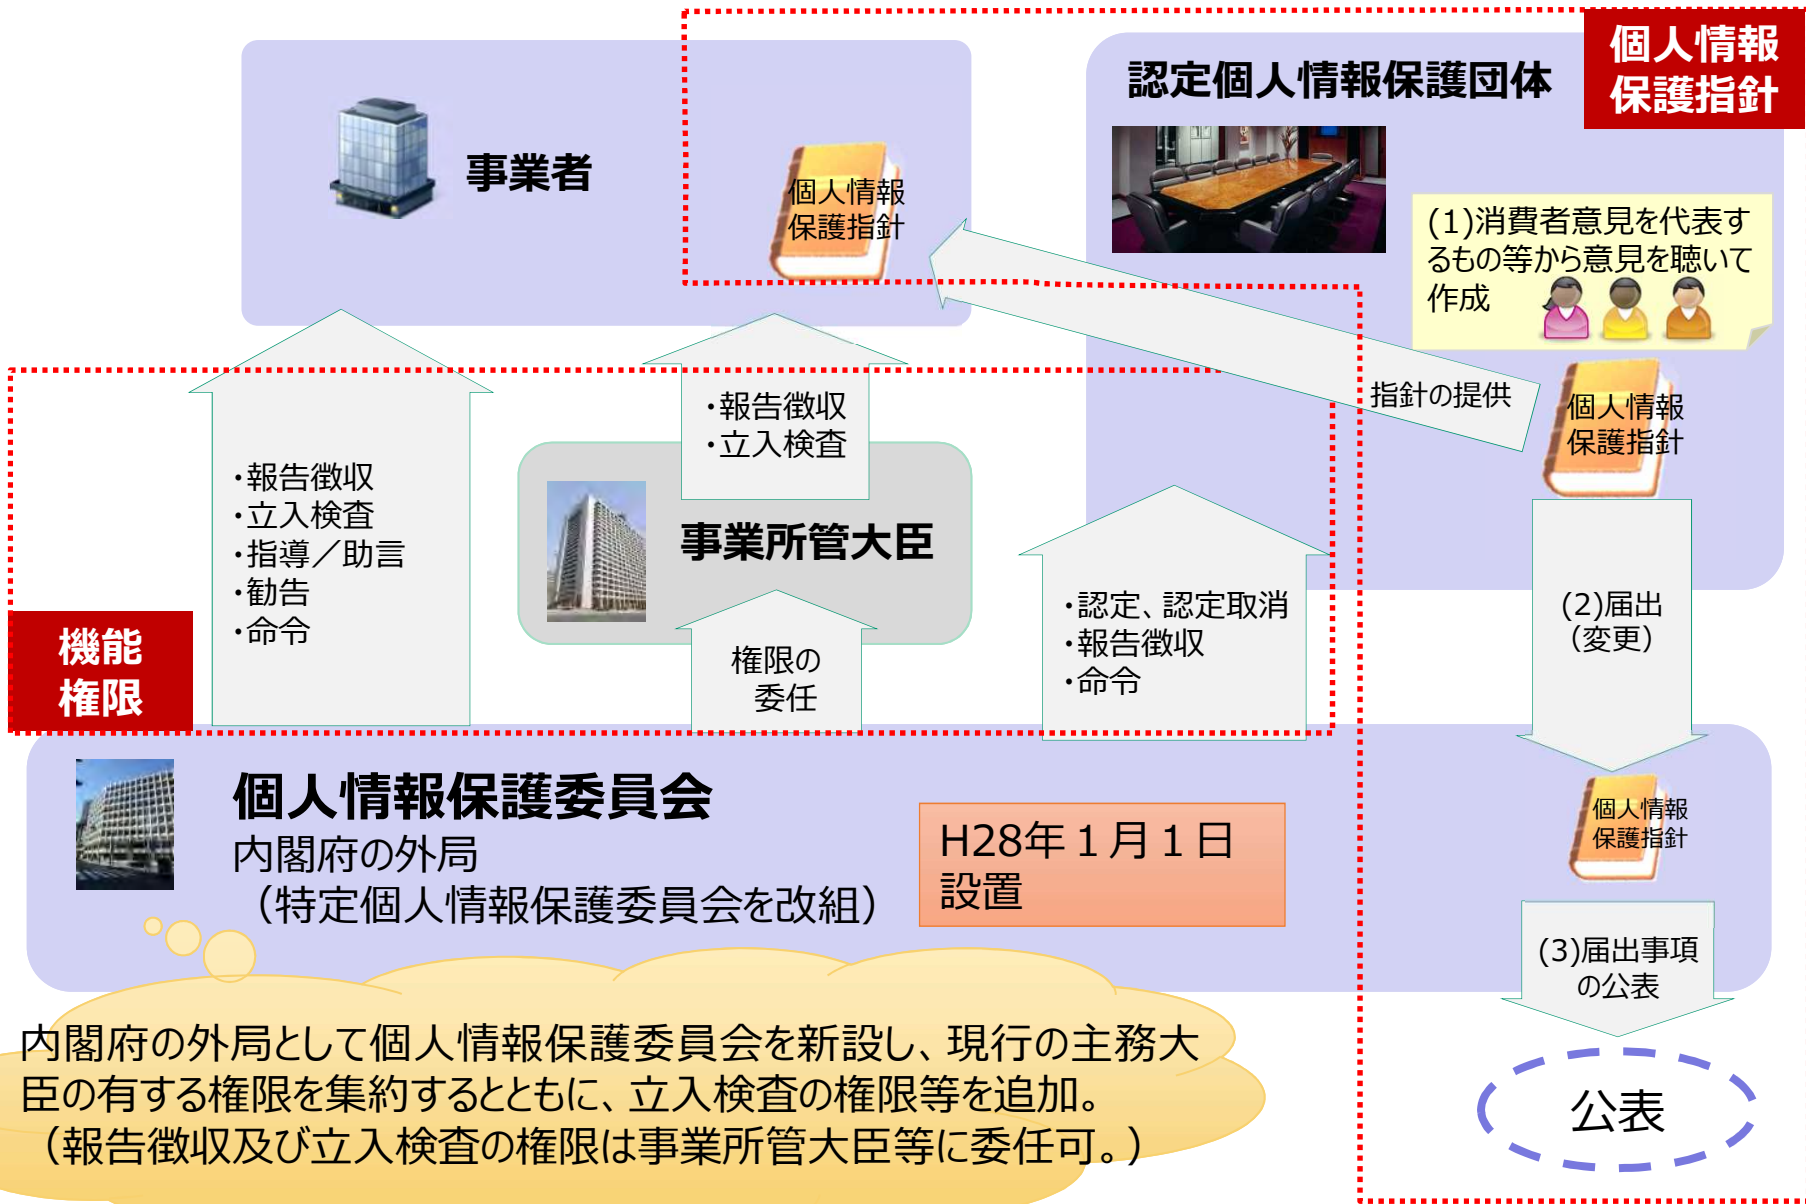 個人情報
保護指針
認定個人情報保護団体
事業者
個人情報
保護指針
(1)消費者意見を代表す
るもの等から意見を聴いて
作成
指針の提供
個人情報
保護指針
・報告徴収
・立入検査
・報告徴収
・立入検査
・指導／助言
・勧告
・命令
事業所管大臣
・認定、認定取消
・報告徴収
・命令
(2)届出
（変更）
機能
権限
権限の
委任
個人情報保護委員会
内閣府の外局
（特定個人情報保護委員会を改組）
H28年１月１日
設置
個人情報
保護指針
(3)届出事項
の公表
内閣府の外局として個人情報保護委員会を新設し、現行の主務大
臣の有する権限を集約するとともに、立入検査の権限等を追加。
（報告徴収及び立入検査の権限は事業所管大臣等に委任可。）
公表